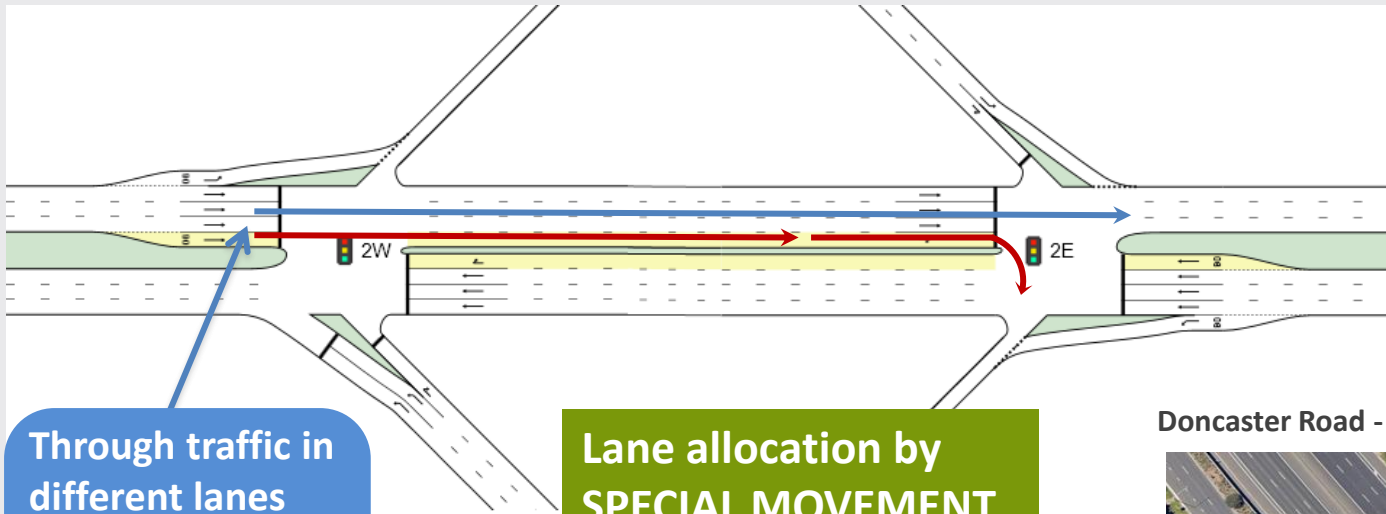 2W
2E
Through traffic in
different lanes
Lane allocation by
SPECIAL MOVEMENT
Doncaster Road -